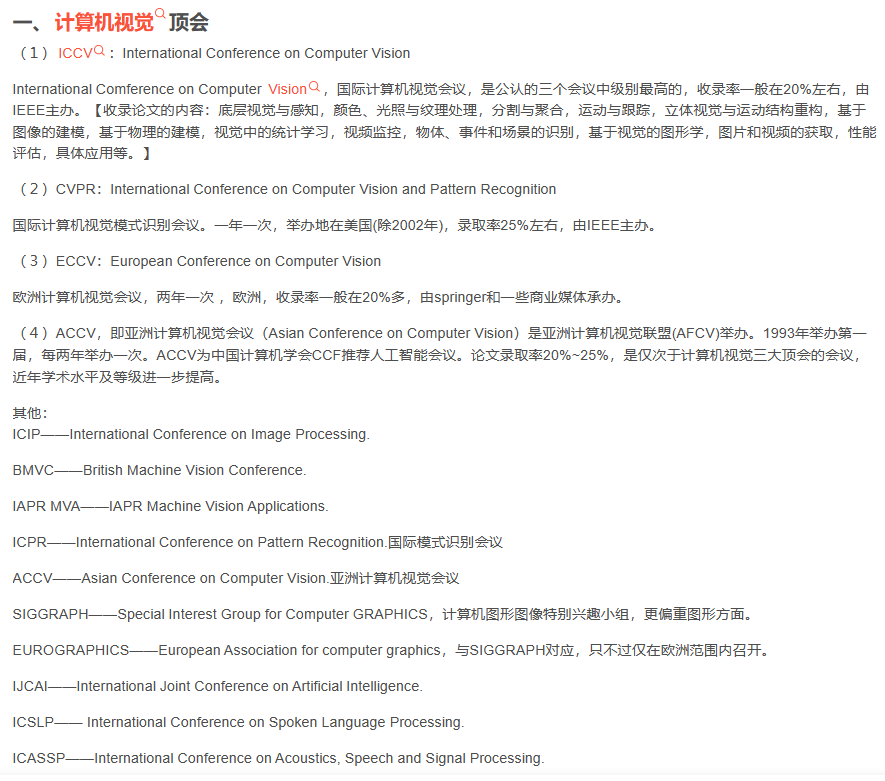 一、计算机视觉 顶会
（1）ICCV：International Conference on Computer Vision
International Comference on Computer Vision，国际计算机视觉会议，是公认的三个会议中级别最高的，收录率一般在20%左右，由
IEEE主办。【收录论文的内容：底层视觉与感知，颜色、光照与纹理处理，分割与聚合，运动与跟踪，立体视觉与运动结构重构，基于
图像的建模，基于物理的建模，视觉中的统计学习，视频监控，物体、事件和场景的识别，基于视觉的图形学，图片和视频的获取，性能
评估，具体应用等。】
（2）CVPR：International Conference on Computer Vision and Pattern Recognition
国际计算机视觉模式识别会议。一年一次，举办地在美国(除2002年)，录取率25%左右，由IEEE主办。
（3）ECCV：European Conference on Computer Vision
欧洲计算机视觉会议，两年一次 ，欧洲，收录率一般在20%多，由springer和一些商业媒体承办。
（4）ACCV，即亚洲计算机视觉会议（Asian Conference on Computer Vision）是亚洲计算机视觉联盟(AFCV)举办。1993年举办第一
届，每两年举办一次。ACCV为中国计算机学会CCF推荐人工智能会议。论文录取率20%~25%，是仅次于计算机视觉三大顶会的会议，
近年学术水平及等级进一步提高。
其他：
ICIP——International Conference on Image Processing.
BMVC——British Machine Vision Conference.
IAPR MVA——IAPR Machine Vision Applications.
ICPR——International Conference on Pattern Recognition.国际模式识别会议
ACCV——Asian Conference on Computer Vision.亚洲计算机视觉会议
SIGGRAPH——Special Interest Group for Computer GRAPHICS，计算机图形图像特别兴趣小组，更偏重图形方面。
EUROGRAPHICS——European Association for computer graphics，与SIGGRAPH对应，只不过仅在欧洲范围内召开。
IJCAI——International Joint Conference on Artificial Intelligence.
ICSLP—— International Conference on Spoken Language Processing.
ICASSP——International Conference on Acoustics, Speech and Signal Processing.